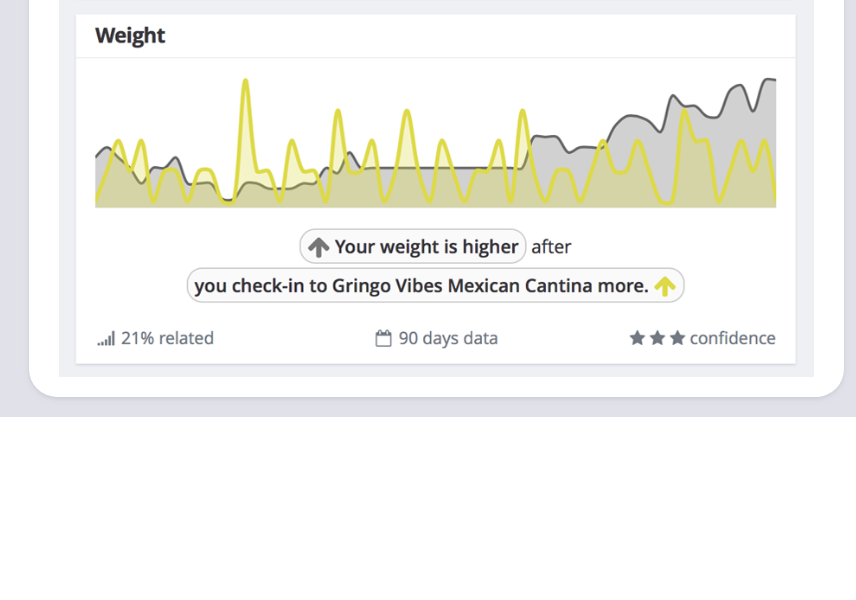 Weight
Your weight is higher after
you check-in to Gringo Vibes Mexican Cantina more.
21% related
90 days data
confidence